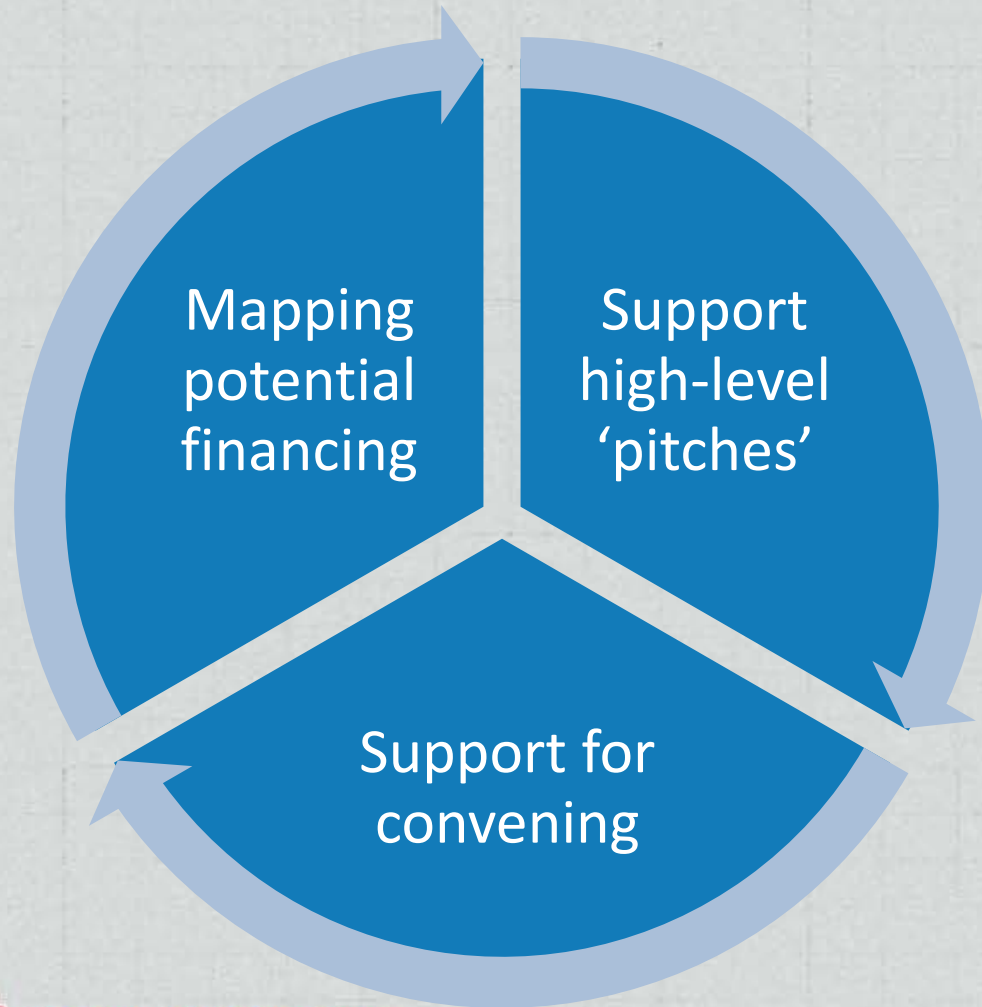 Mapping
potential
financing
Support
high-level
‘pitches’
Support for
convening